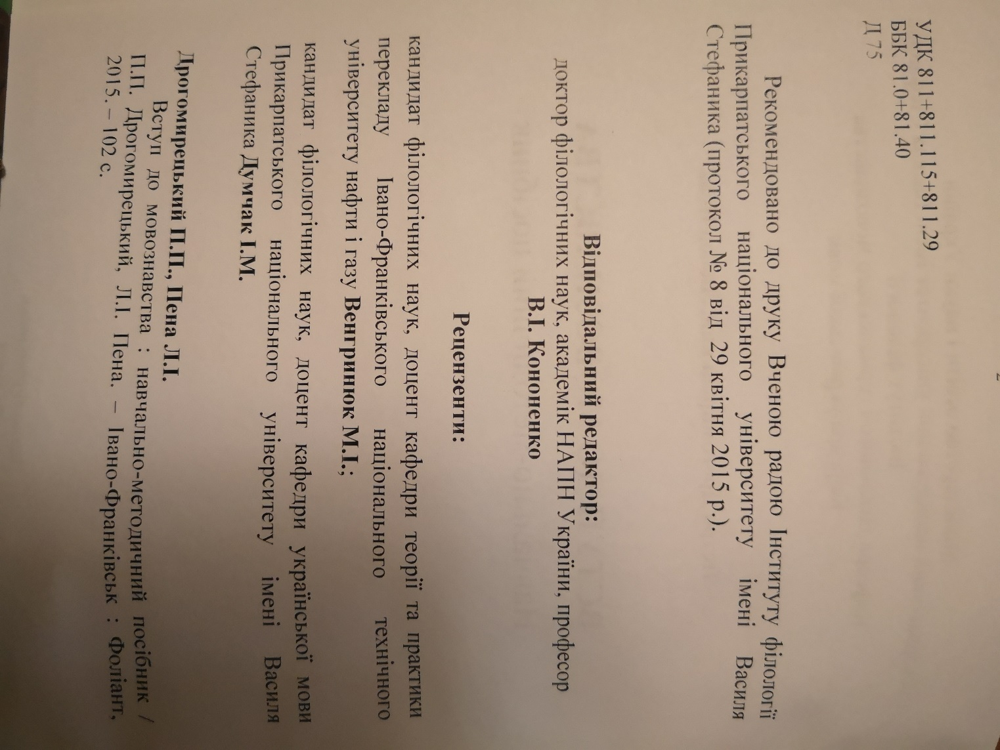 УДК 811+811.115+811.29
ББК 81.0+81.40
Д 75
Рекомендовано до друку Вченою радою Інституту філології
Прикарпатського національного університету імені Василя
Стефаника (протокол № 8 від 29 квітня 2015 р.).
Відповідальний редактор:
доктор філологічних наук, академік НАПН України, професор
В.І. Кононенко
Рецензенти:
кандидат філологічних наук, доцент кафедри теорії та практики
перекладу Івано-Франківського національного технічного
університету нафти і газу Венгринюк М.І.;
кандидат філологічних наук, доцент кафедри української мови
Прикарпатського національного університету імені Василя
Стефаника Думчак І.М.
Дрогомирецький П.П., Пена Л.І.
Вступ до мовознавства : навчально-методичний посібник /
П.П. Дрогомирецький, Л.І. Пена. – Івано-Франківськ : Фоліант,
2015. – 102 с.